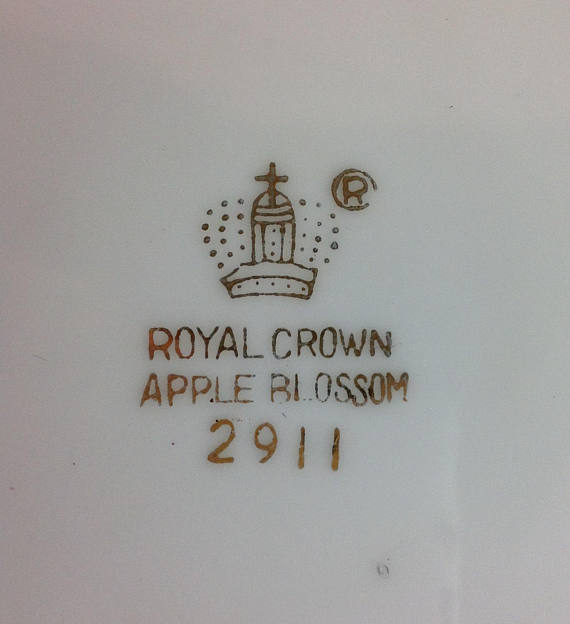 ®
ROYAL CROWN
APPLE BLOSSOM
2911